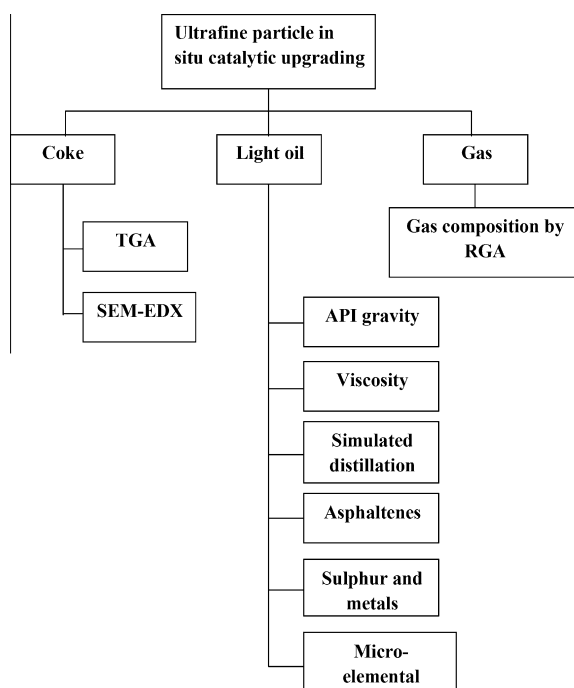 Ultrafine particle in
situ catalytic upgrading
Coke
Light oil
Gas
TGA
SEM-EDX
Gas composition by
RGA
API gravity
Viscosity
Simulated
distillation
Asphaltenes
Sulphur and
metals
Micro-
elemental